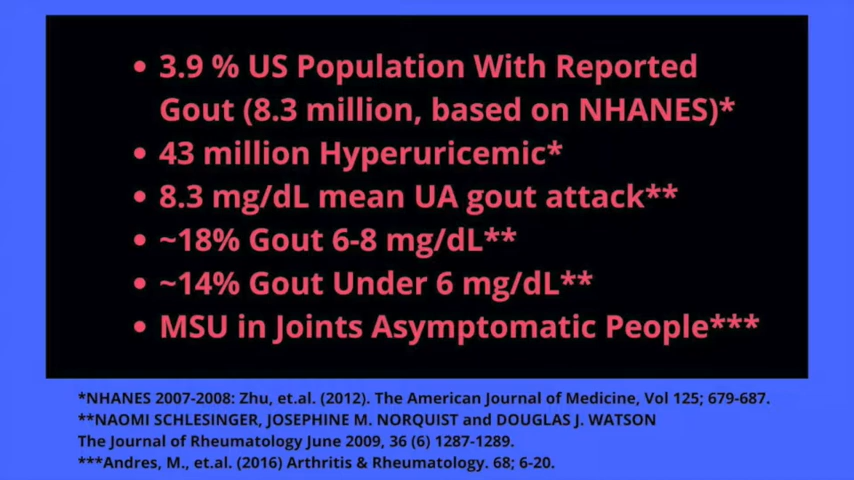 • 3.9 % US Population With Reported
Gout (8.3 million, based on NHANES)*
• 43 million Hyperuricemic*
• 8.3 mg/dL mean UA gout attack**
• ~18% Gout 6-8 mg/dL**
• ~14% Gout Under 6 mg/dL**
• MSU in Joints Asymptomatic People***
*NHANES 2007-2008: Zhu, et.al. (2012). The American Journal of Medicine, Vol 125; 679-687.
**NAOMI SCHLESINGER, JOSEPHINE M. NORQUIST and DOUGLAS J. WATSON
The Journal of Rheumatology June 2009, 36 (6) 1287-1289.
***Andres, M., et.al. (2016) Arthritis & Rheumatology. 68; 6-20.